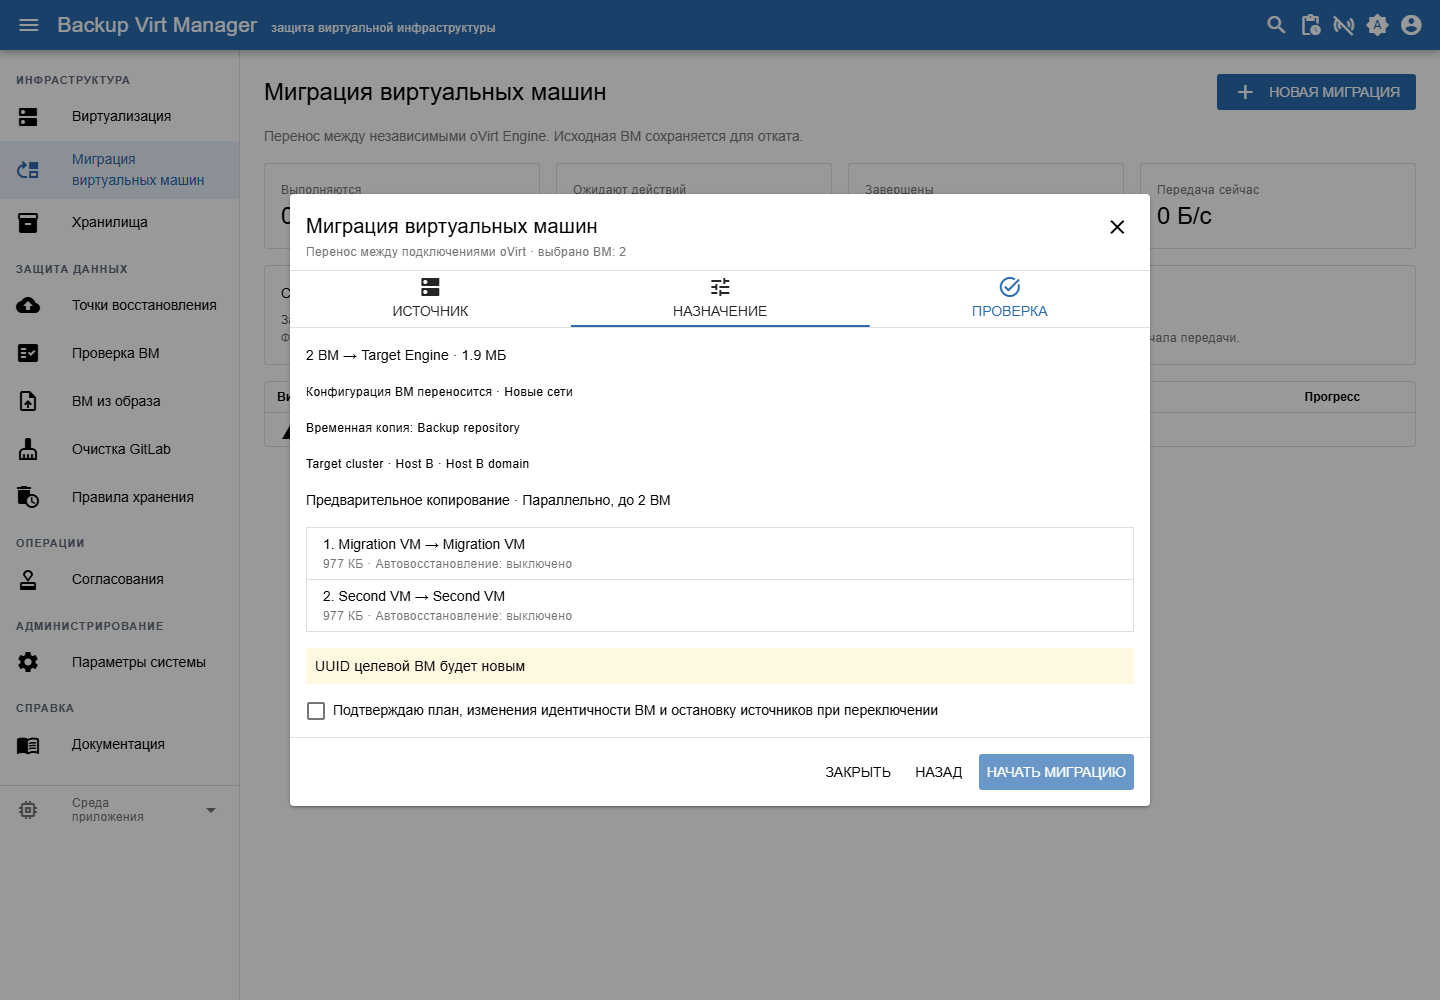 Backup Virt Manager защита виртуальной инфраструктуры
ИНФРАСТРУКТУРА
Виртуализация
Миграция
виртуальных машин
Хранилища
ЗАЩИТА ДАННЫХ
Точки восстановления
Проверка ВМ
ВМ из образа
Очистка GitLab
Правила хранения
ОПЕРАЦИИ
Согласования
АДМИНИСТРИРОВАНИЕ
Параметры системы
СПРАВКА
Документация
Среда
приложения
Миграция виртуальных машин
НОВАЯ МИГРАЦИЯ
Перенос между независимыми oVirt Engine. Исходная ВМ сохраняется для отката.
Выполняются
Ожидают действий
Завершены
Передача сейчас
0 Б/с
передачи.
Прогресс
Миграция виртуальных машин
Перенос между подключениями oVirt · выбрано ВМ: 2
ИСТОЧНИК
НАЗНАЧЕНИЕ
ПРОВЕРКА
2 ВМ → Target Engine · 1.9 МБ
Конфигурация ВМ переносится · Новые сети
Временная копия: Backup repository
Target cluster · Host B · Host B domain
Предварительное копирование · Параллельно, до 2 ВМ
1. Migration VM → Migration VM
977 КБ · Автовосстановление: выключено
2. Second VM → Second VM
977 КБ · Автовосстановление: выключено
UUID целевой ВМ будет новым
Подтверждаю план, изменения идентичности ВМ и остановку источников при переключении
ЗАКРЫТЬ
НАЗАД
НАЧАТЬ МИГРАЦИЮ